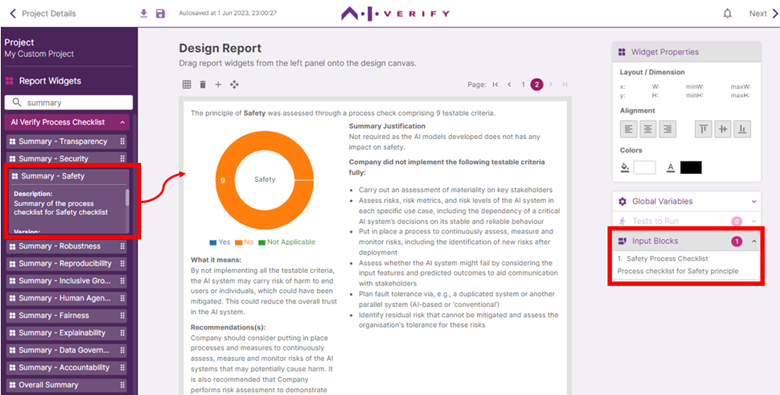 Project Details
Autosaved at 1 Jun 2023, 23:00:27
A.I.VERIFY
Next
Project
My Custom Project
Report Widgets
summary
AI Verify Process Checklist
Summary - Transparency
Summary - Security
Summary - Safety
Description:
Summary of the process
checklist for Safety checklist
Version:
Summary - Robustness
Summary - Reproducibility
Summary - Inclusive Gro...
Summary - Human Agen...
Summary - Fairness
Summary - Explainability
Summary - Data Govern...
Summary - Accountability
Overall Summary
Design Report
Drag report widgets from the left panel onto the design canvas.
Page: 1 2
The principle of Safety was assessed through a process check comprising 9 testable criteria.
9
Safety
Yes No Not Applicable
What it means:
By not implementing all the testable criteria,
the AI system may carry risk of harm to end
users or individuals, which could have been
mitigated. This could reduce the overall trust
in the AI system.
Recommendations(s):
Company should consider putting in place
processes and measures to continuously
assess, measure and monitor risks of the AI
systems that may potentially cause harm. It
is also recommended that Company
performs risk assessment to demonstrate
Summary Justification
Not required as the AI models developed does not has any
impact on safety.
Company did not implement the following testable criteria
fully:
• Carry out an assessment of materiality on key stakeholders
• Assess risks, risk metrics, and risk levels of the AI system in
each specific use case, including the dependency of a critical
AI system's decisions on its stable and reliable behaviour
• Put in place a process to continuously assess, measure and
monitor risks, including the identification of new risks after
deployment
• Assess whether the AI system might fail by considering the
input features and predicted outcomes to aid communication
with stakeholders
• Plan fault tolerance via, e.g., a duplicated system or another
parallel system (AI-based or 'conventional')
• Identify residual risk that cannot be mitigated and assess the
organisation's tolerance for these risks
Widget Properties
Layout / Dimension
x: W: minW: maxW:
y: H: minH: maxH:
Alignment
Colors
A
Global Variables
Tests to Run 0
Input Blocks 1
1. Safety Process Checklist
Process checklist for Safety principle